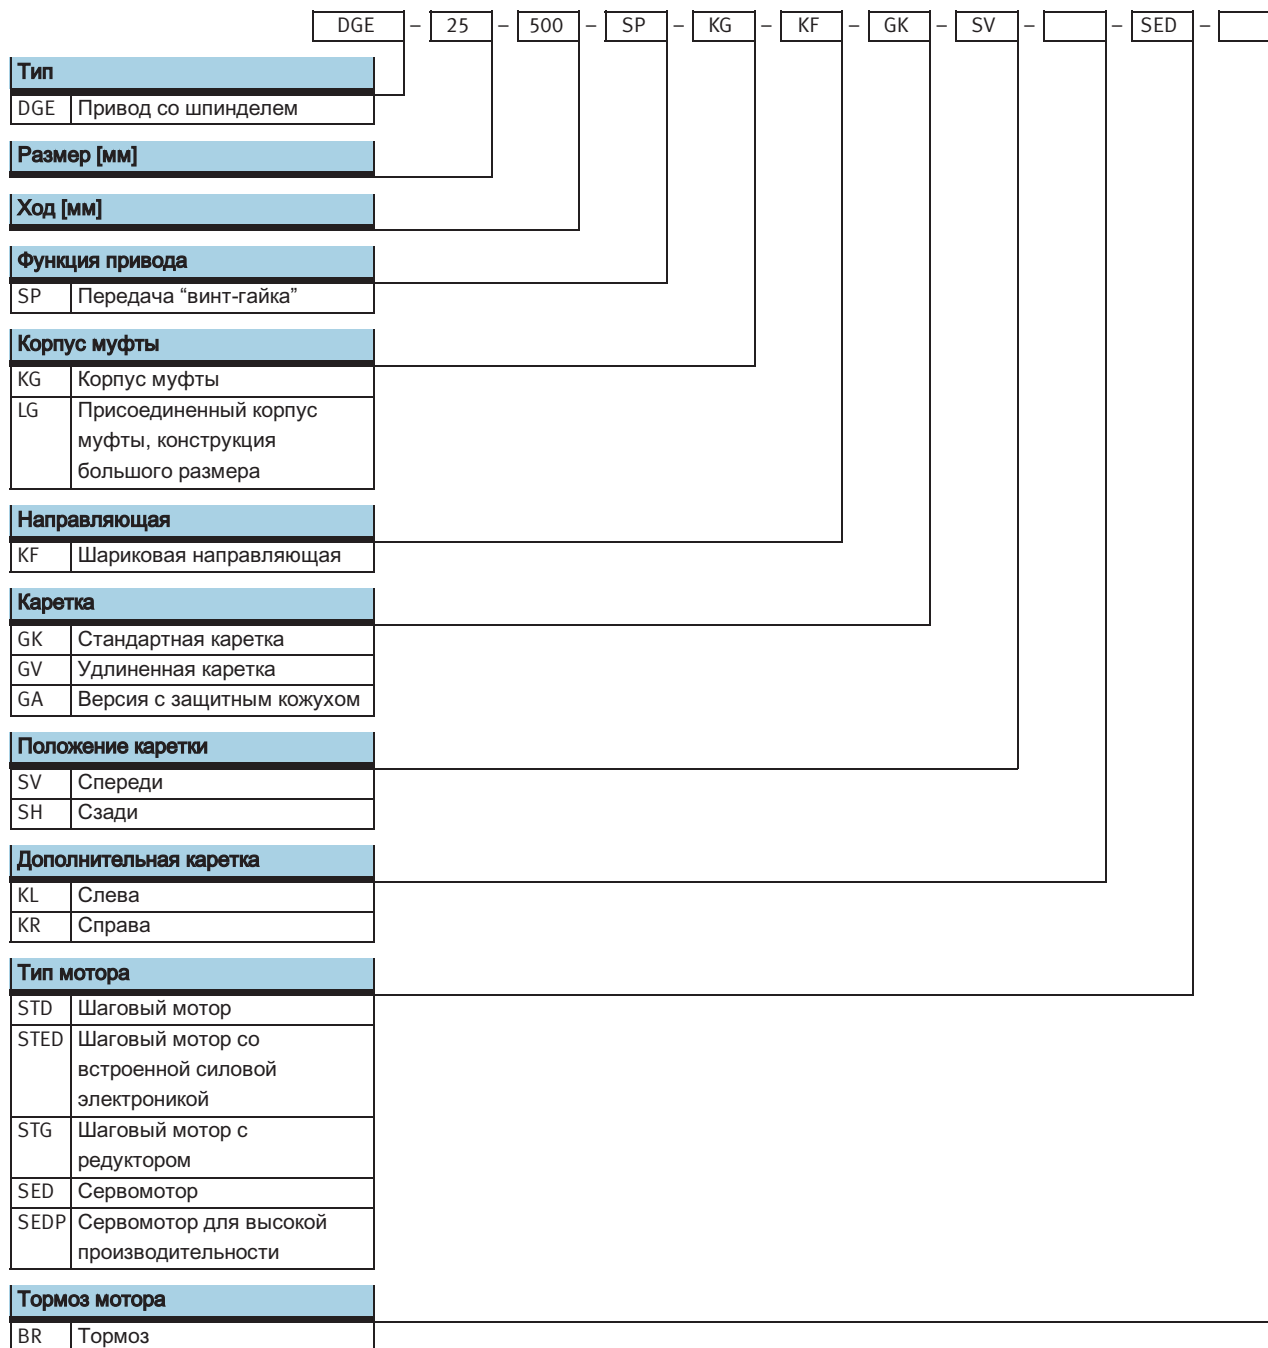 DGE – 25 – 500 – SP – KG – KF – GK – SV – – SED –
Тип
DGE Привод со шпинделем
Размер [мм]
Ход [мм]
Функция привода
SP Передача “винт-гайка”
Корпус муфты
KG Корпус муфты
LG Присоединенный корпус
муфты, конструкция
большого размера
Направляющая
KF Шариковая направляющая
Каретка
GK Стандартная каретка
GV Удлиненная каретка
GA Версия с защитным кожухом
Положение каретки
SV Спереди
SH Сзади
Дополнительная каретка
KL Слева
KR Справа
Тип мотора
STD Шаговый мотор
STED Шаговый мотор со
встроенной силовой
электроникой
STG Шаговый мотор с
редуктором
SED Сервомотор
SEDP Сервомотор для высокой
производительности
Тормоз мотора
BR Тормоз